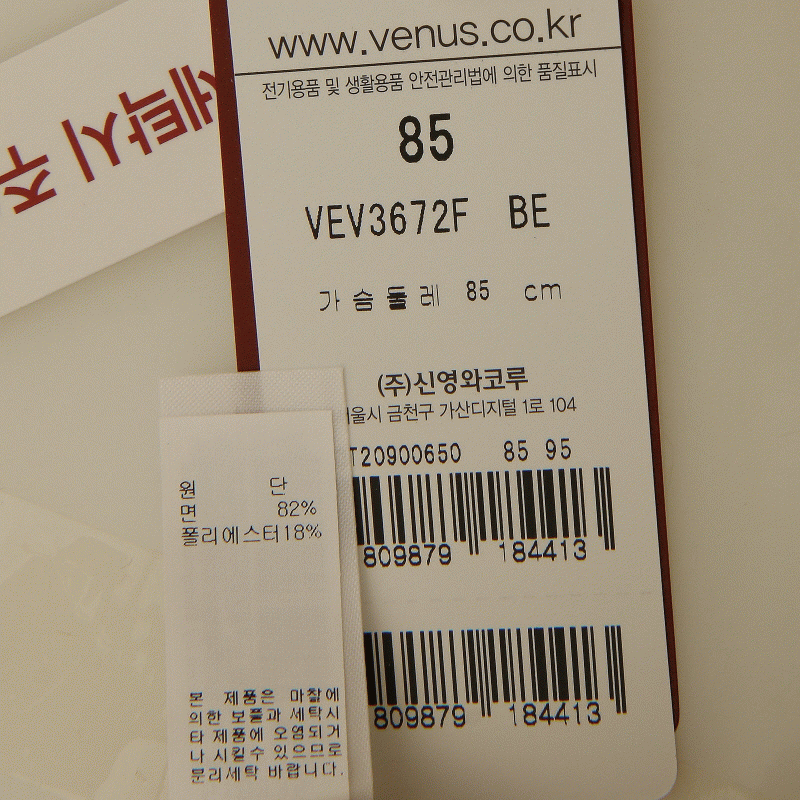 www.venus.co.kr
전기용품 및 생활용품 안전관리법에 의한 품질표시
85
VEV3672F BE
가슴둘레 85 cm
(주)신영와코루
금천구 가산디지털 1로 104
T20900650 85 95
809879 184413
809879 184413
세탁시 주
원 단
면 82%
폴리에스터18%
본 제품은 마찰에
의한 보풀과 세탁시
타 제품에 오염되거
나 시킬수 있으므로
분리세탁 바랍니다.